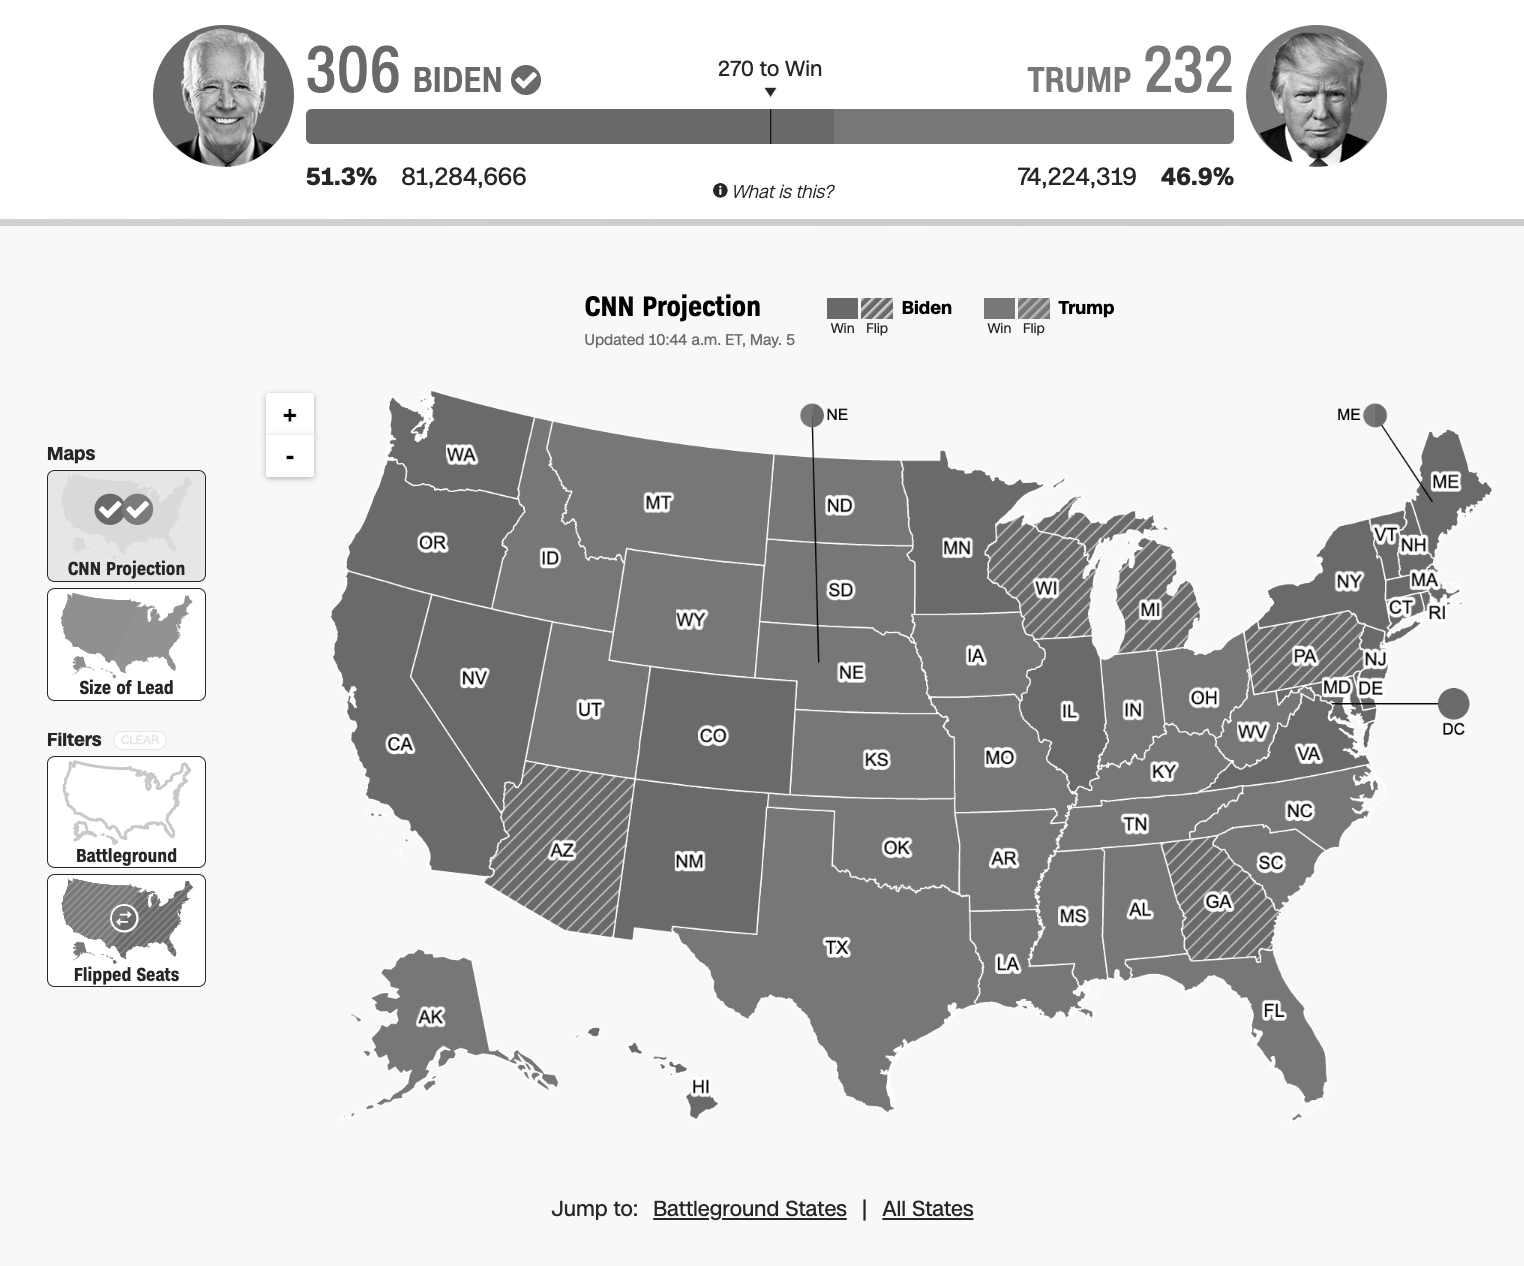 306 BIDEN
270 to Win
TRUMP 232
51.3% 81,284,666
What is this?
74,224,319 46.9%
CNN Projection
Updated 10:44 a.m. ET, May. 5
Win Flip Biden
Win Flip Trump
+
-
Maps
CNN Projection
Size of Lead
Filters CLEAR
Battleground
Flipped Seats
NE
ME
WA
MT
ND
ME
OR
ID
MN
VT
NH
SD
WI
MI
NY
MA
WY
CT
RI
NV
NE
IA
PA
NJ
UT
IL
IN
OH
MD
DE
CA
CO
KS
MO
WV
VA
DC
KY
AZ
NM
OK
AR
TN
NC
SC
TX
LA
MS
AL
GA
AK
FL
HI
Jump to: Battleground States | All States